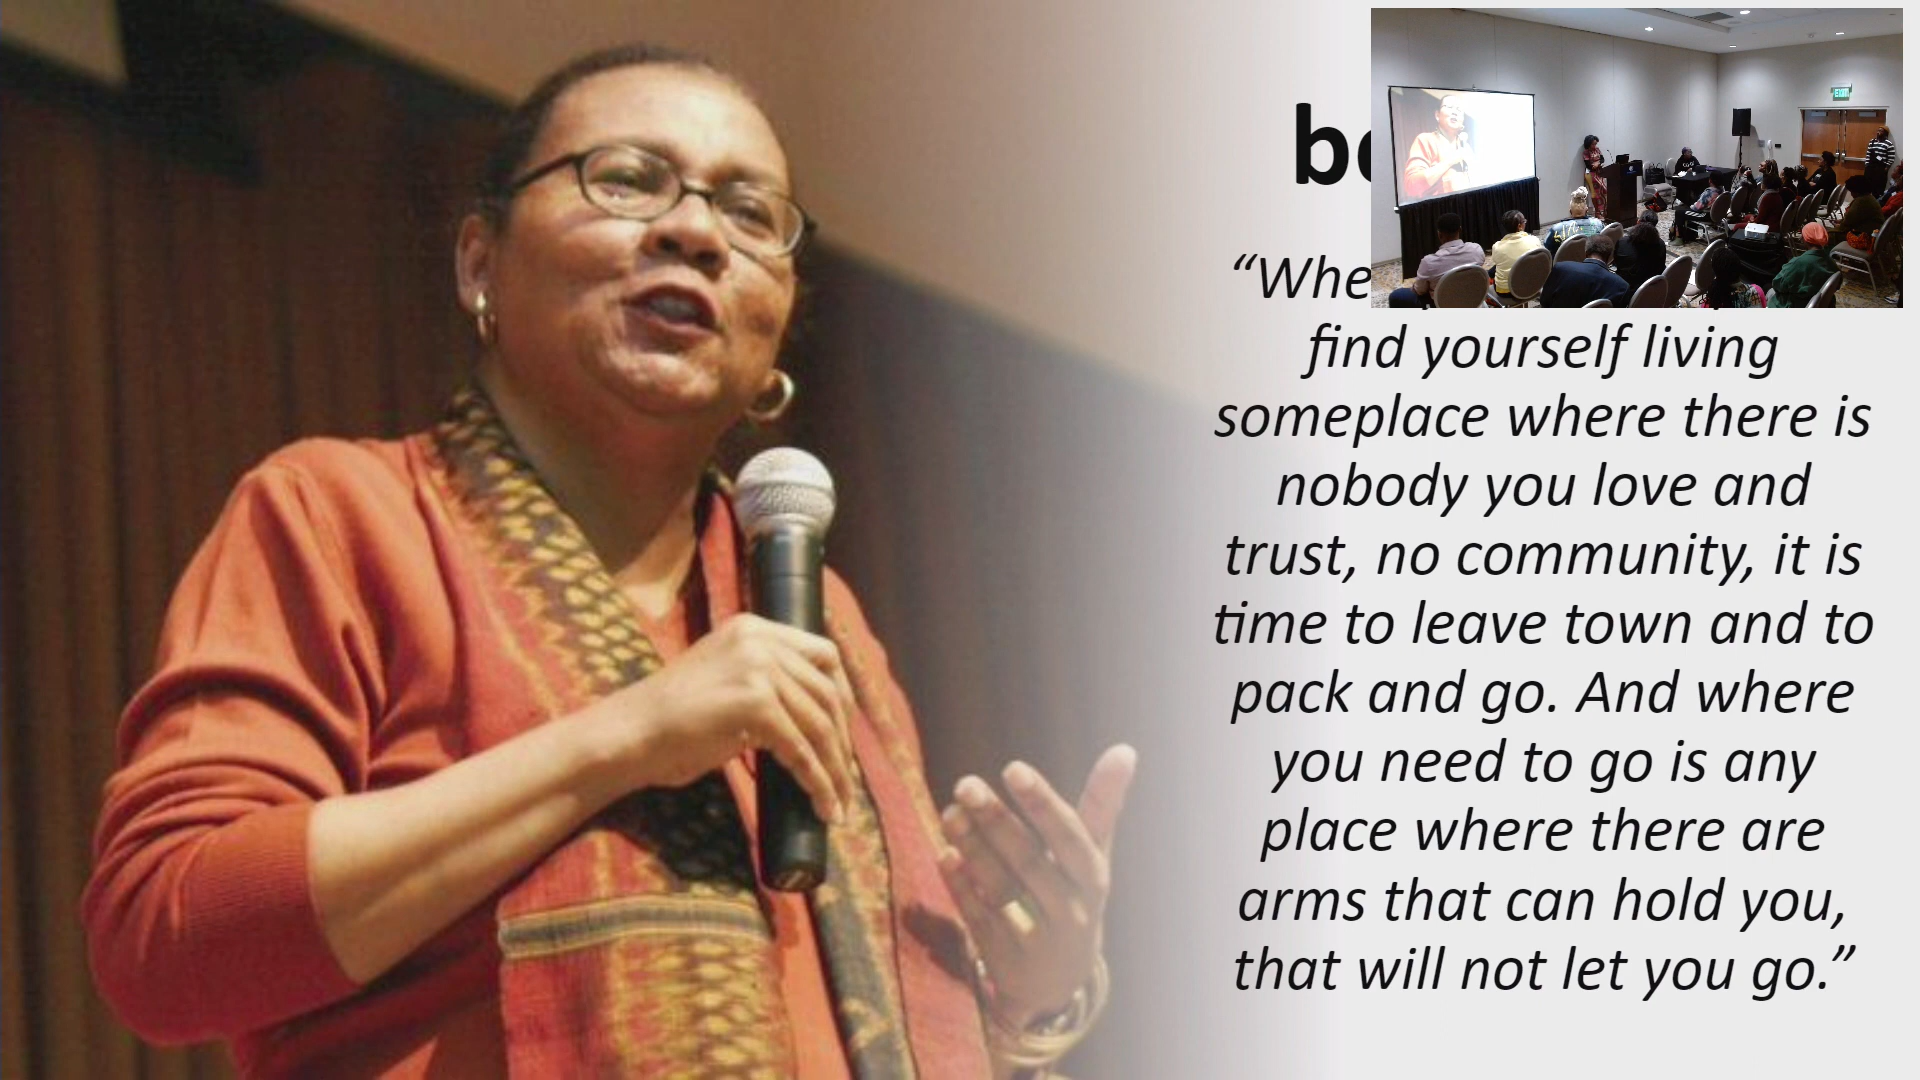 “Whe
find yourself living
someplace where there is
nobody you love and
trust, no community, it is
time to leave town and to
pack and go. And where
you need to go is any
place where there are
arms that can hold you,
that will not let you go.”
EXIT